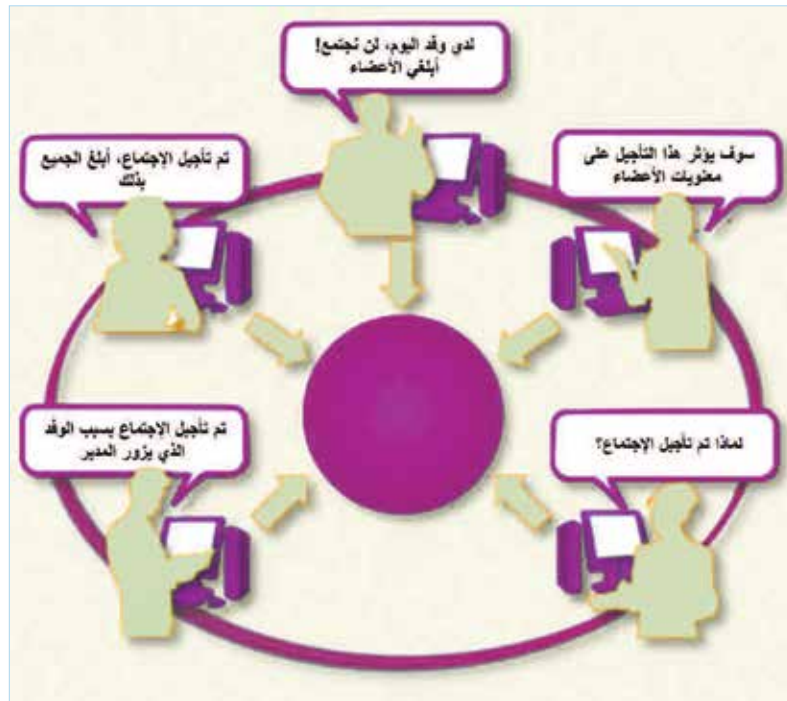 لدي وفد اليوم، لن نجتمع!
أبلغي الأعضاء
سوف يؤثر هذا التأجيل على
معنويات الأعضاء
تم تأجيل الإجتماع، أبلغ الجميع
بذلك
لماذا تم تأجيل الإجتماع؟
تم تأجيل الإجتماع بسبب الوفد
الذي يزور المدير